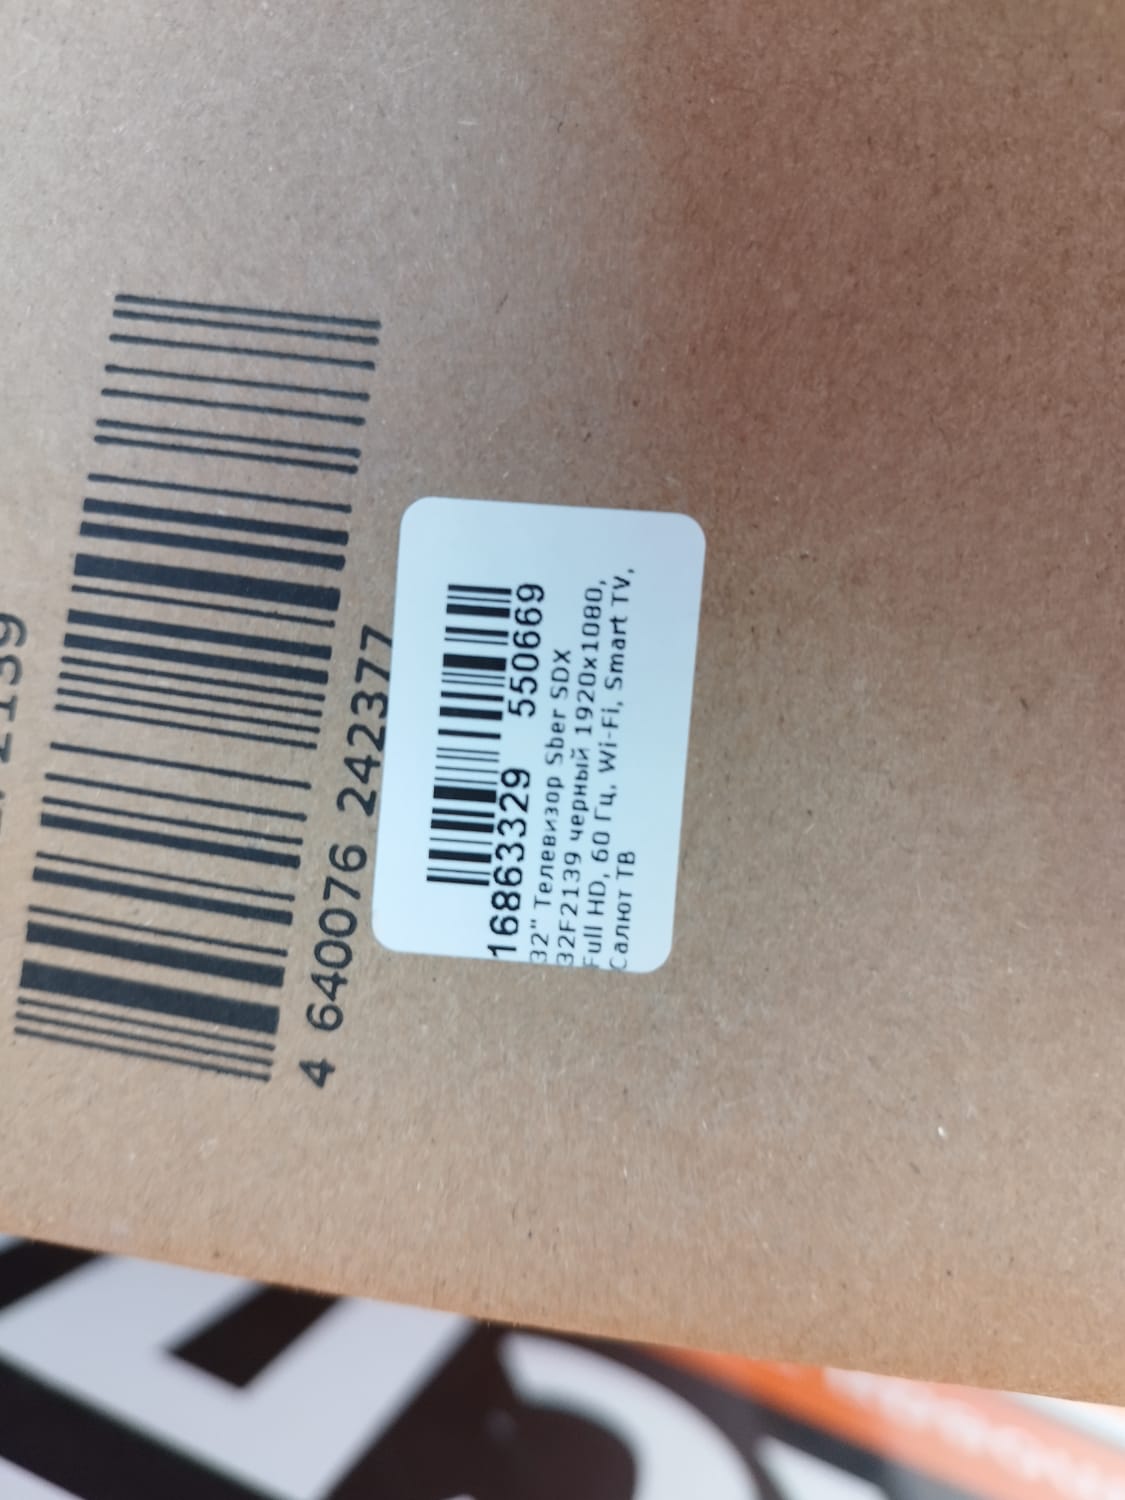 4 640076 24237
16863329 550669
32" Телевизор Sber SDX
32F2139 черный 1920x1080,
Full HD, 60 Гц, Wi-Fi, Smart TV,
Салют ТВ